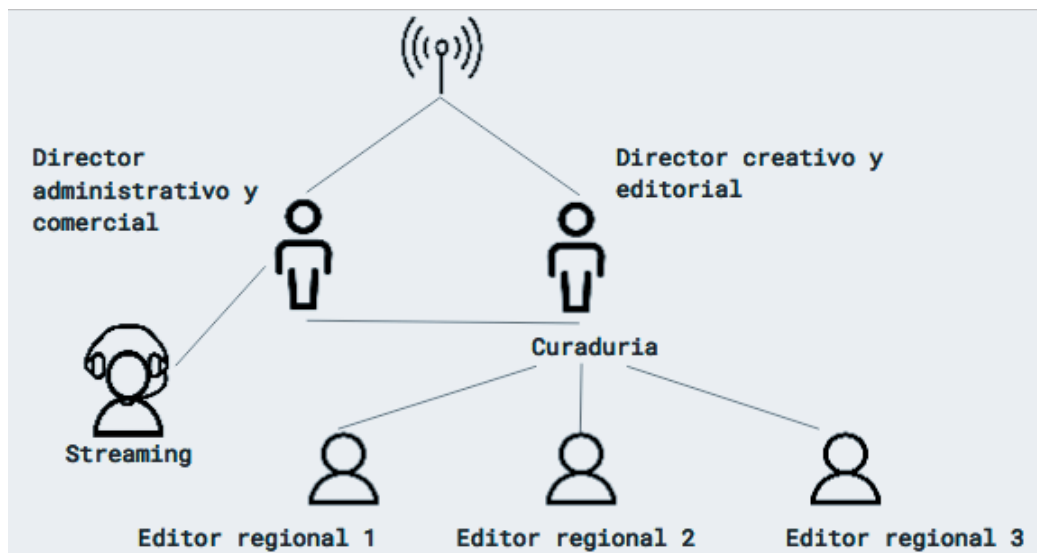 Director
administrativo y
comercial
Director creativo y
editorial
Curaduria
Streaming
Editor regional 1
Editor regional 2
Editor regional 3